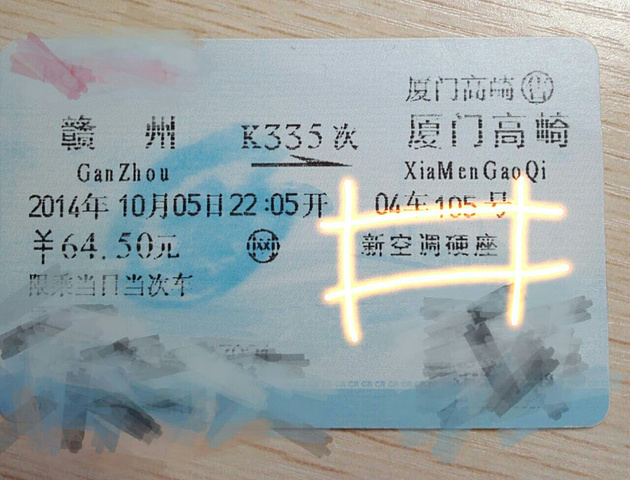 厦门高崎 售
赣州 K335次 厦门高崎
GanZhou XiaMenGaoQi
2014年10月05日22:05开 04车105号
¥64.50元 网 新空调硬座
限乘当日当次车